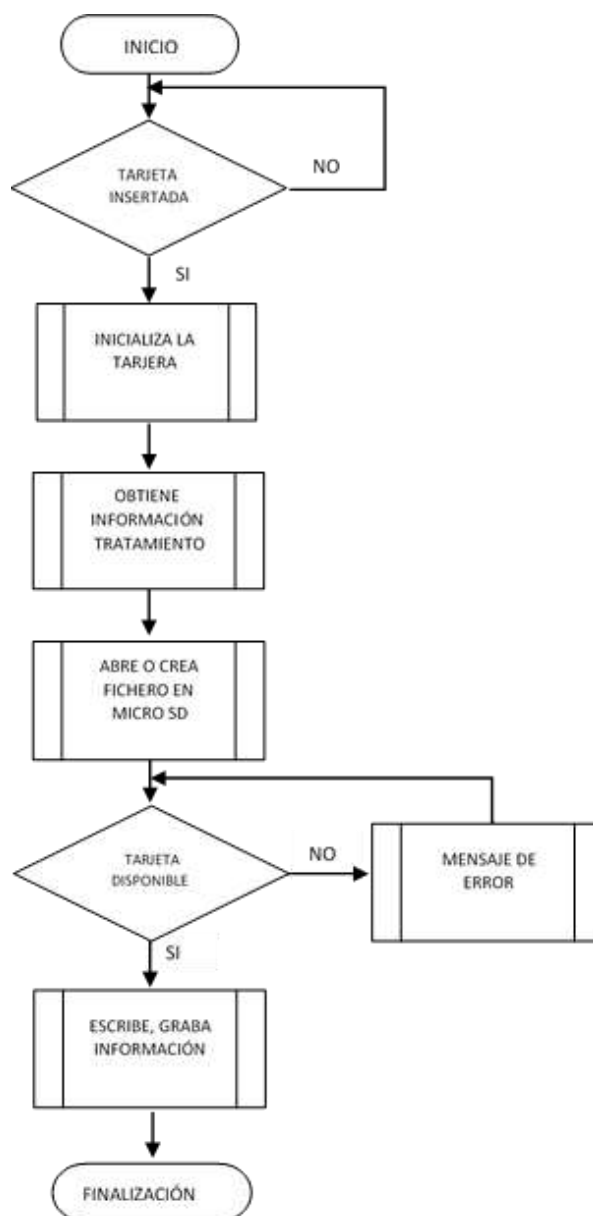 INICIO
TARJETA
INSERTADA
NO
SI
INICIALIZA LA
TARJERA
OBTIENE
INFORMACIÓN
TRATAMIENTO
ABRE O CREA
FICHERO EN
MICRO SD
TARJETA
DISPONIBLE
NO
MENSAJE DE
ERROR
SI
ESCRIBE, GRABA
INFORMACIÓN
FINALIZACIÓN